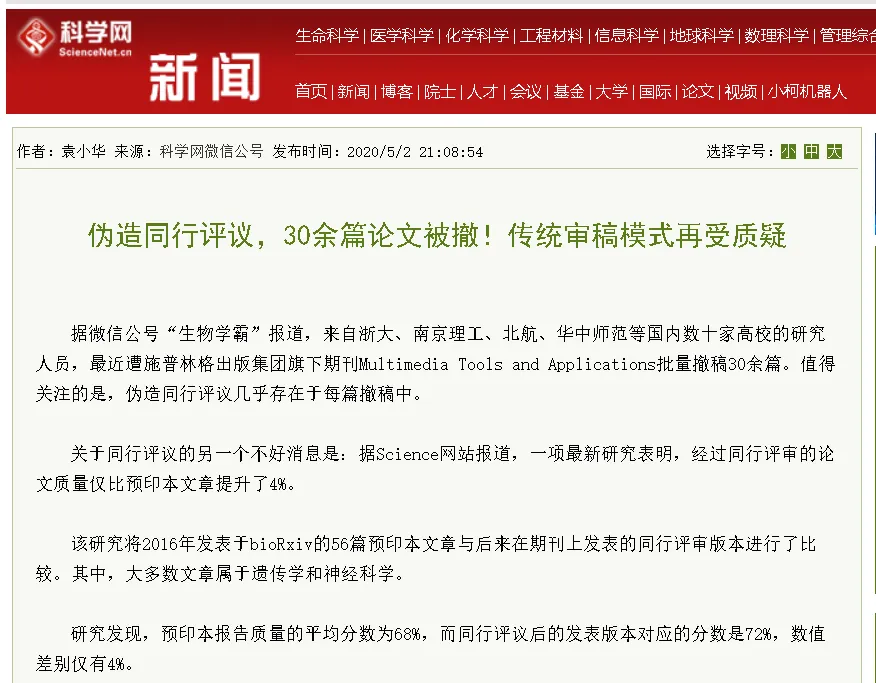 科学网
ScienceNet.cn
新闻
生命科学 | 医学科学 | 化学科学 | 工程材料 | 信息科学 | 地球科学 | 数理科学 | 管理综合
首页 | 新闻 | 博客 | 院士 | 人才 | 会议 | 基金 | 大学 | 国际 | 论文 | 视频 | 小柯机器人
作者：袁小华 来源：科学网微信公号 发布时间：2020/5/2 21:08:54 选择字号：小 中 大
伪造同行评议，30余篇论文被撤！传统审稿模式再受质疑
据微信公号“生物学霸”报道，来自浙大、南京理工、北航、华中师范等国内数十家高校的研究
人员，最近遭施普林格出版集团旗下期刊Multimedia Tools and Applications批量撤稿30余篇。值得
关注的是，伪造同行评议几乎存在于每篇撤稿中。
关于同行评议的另一个不好消息是：据Science网站报道，一项最新研究表明，经过同行评审的论
文质量仅比预印本文章提升了4%。
该研究将2016年发表于bioRxiv的56篇预印本文章与后来在期刊上发表的同行评审版本进行了比
较。其中，大多数文章属于遗传学和神经科学。
研究发现，预印本报告质量的平均分数为68%，而同行评议后的发表版本对应的分数是72%，数值
差别仅有4%。